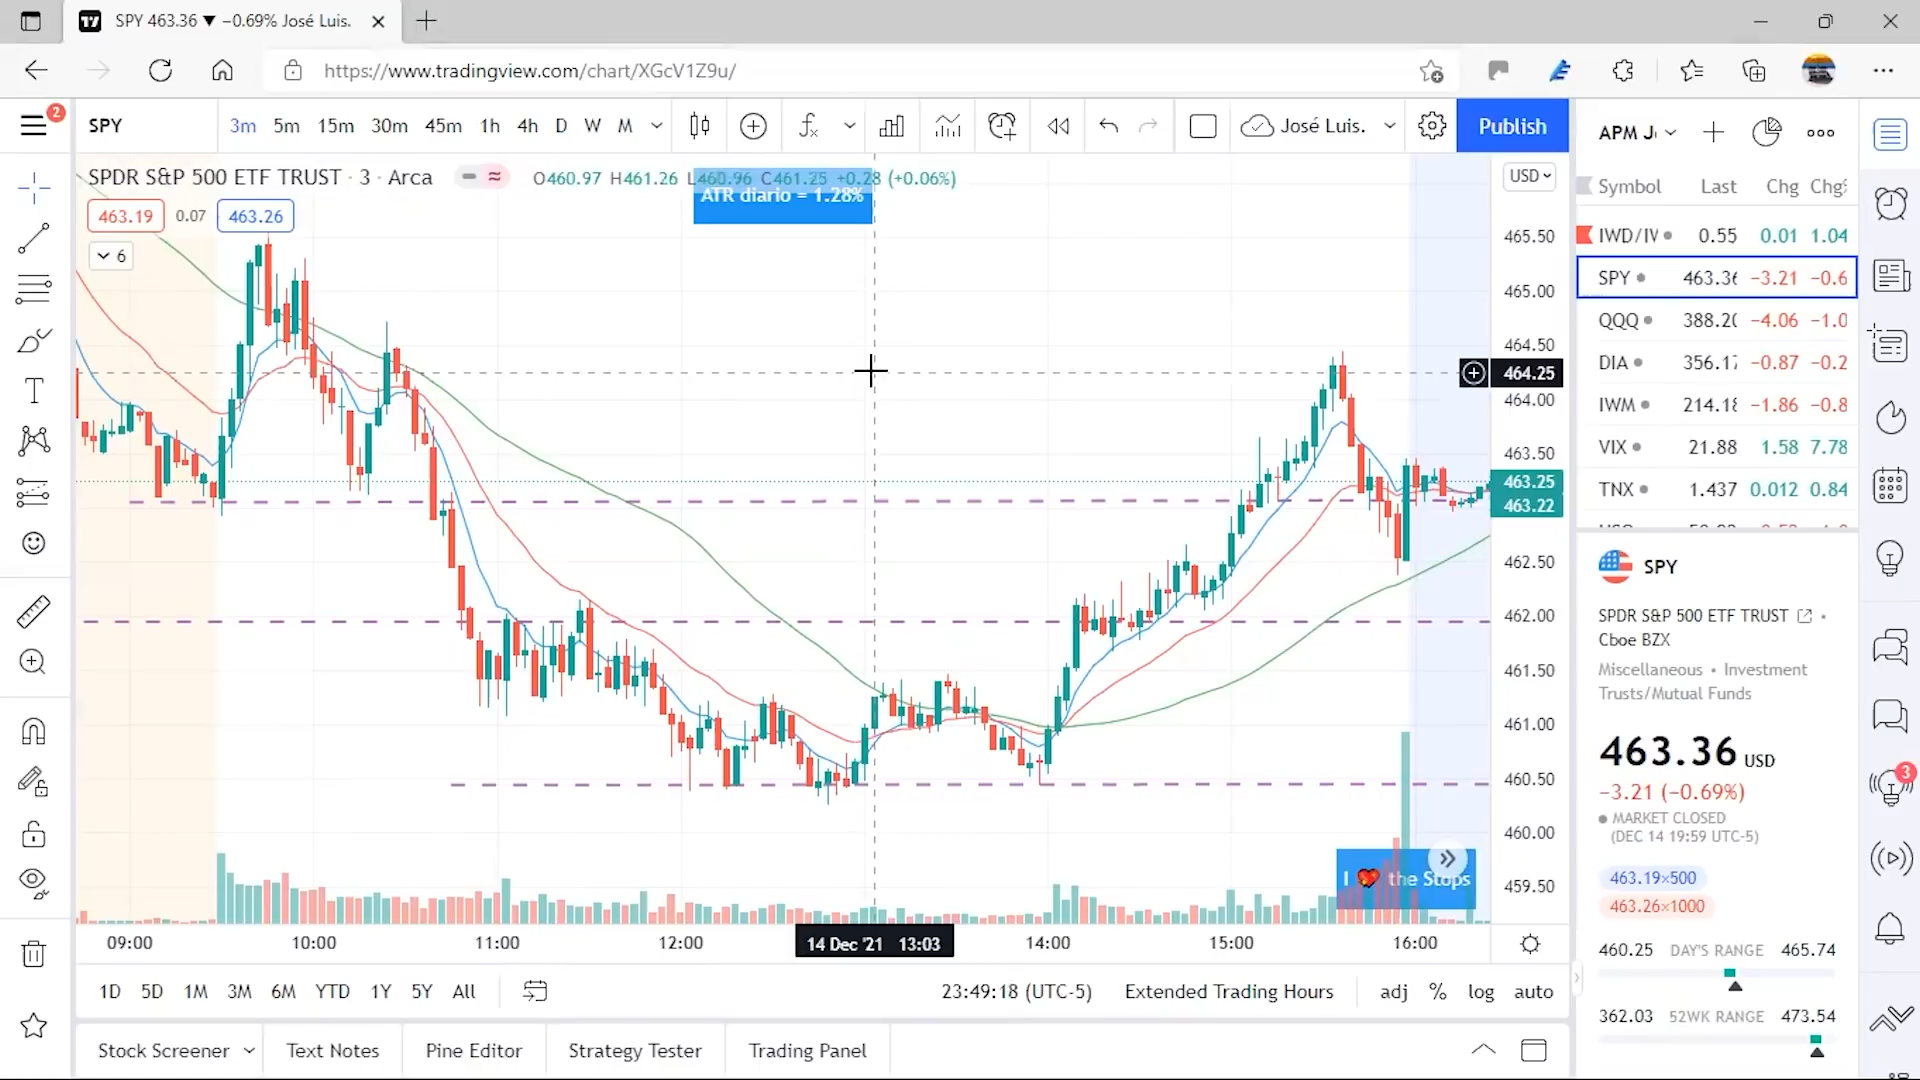 SPY 463.36 ▼ −0.69% José Luis.
https://www.tradingview.com/chart/XGcV1Z9u/
2
SPY
3m 5m 15m 30m 45m 1h 4h D W M
José Luis.
Publish
SPDR S&P 500 ETF TRUST · 3 · Arca
O460.97 H461.26 L460.96 C461.25 +0.28 (+0.06%)
ATR diario = 1.28%
463.19 0.07 463.26
6
USD
465.50
465.00
464.50
464.25
464.00
463.50
463.25
463.22
462.50
462.00
461.50
461.00
460.50
460.00
459.50
I ❤ the Stops
09:00 10:00 11:00 12:00 14 Dec '21 13:03 14:00 15:00 16:00
1D 5D 1M 3M 6M YTD 1Y 5Y All
23:49:18 (UTC-5) Extended Trading Hours adj % log auto
Stock Screener Text Notes Pine Editor Strategy Tester Trading Panel
APM
Symbol Last Chg Chg%
IWD/IV 0.55 0.01 1.04
SPY 463.36 −3.21 −0.6
QQQ 388.20 −4.06 −1.0
DIA 356.17 −0.87 −0.2
IWM 214.18 −1.86 −0.8
VIX 21.88 1.58 7.78
TNX 1.437 0.012 0.84
SPY
SPDR S&P 500 ETF TRUST •
Cboe BZX
Miscellaneous • Investment
Trusts/Mutual Funds
463.36 USD
−3.21 (−0.69%)
MARKET CLOSED
(DEC 14 19:59 UTC-5)
463.19×500
463.26×1000
460.25 DAY'S RANGE 465.74
362.03 52WK RANGE 473.54
3